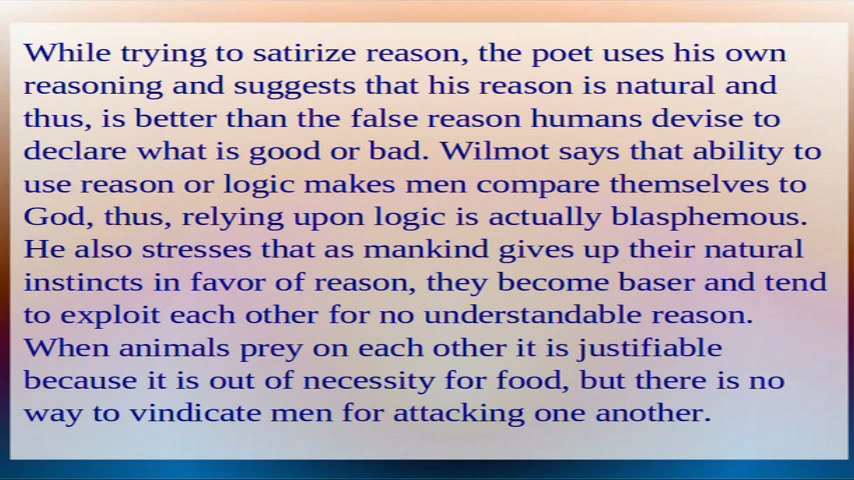 While trying to satirize reason, the poet uses his own
reasoning and suggests that his reason is natural and
thus, is better than the false reason humans devise to
declare what is good or bad. Wilmot says that ability to
use reason or logic makes men compare themselves to
God, thus, relying upon logic is actually blasphemous.
He also stresses that as mankind gives up their natural
instincts in favor of reason, they become baser and tend
to exploit each other for no understandable reason.
When animals prey on each other it is justifiable
because it is out of necessity for food, but there is no
way to vindicate men for attacking one another.